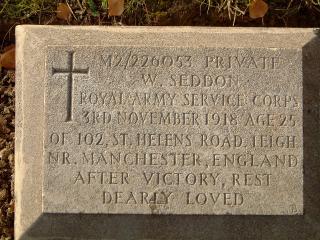 M2/226053 PRIVATE
W. SEDDON
ROYAL ARMY SERVICE CORPS
3RD NOVEMBER 1918 AGE 25
OF 102, ST. HELENS ROAD, LEIGH.
NR. MANCHESTER, ENGLAND
AFTER VICTORY, REST
DEARLY LOVED